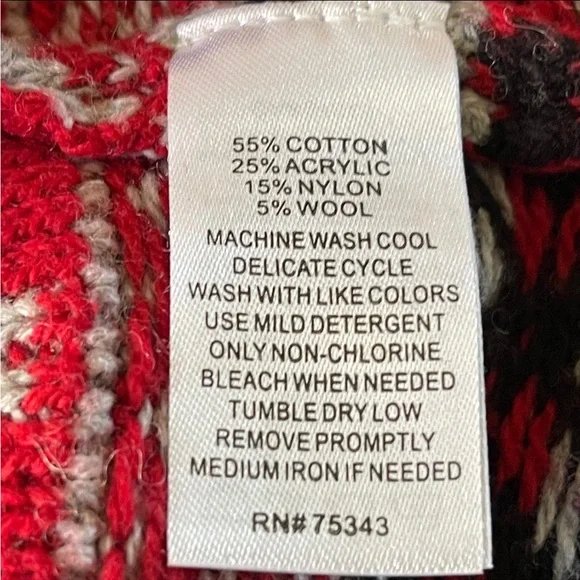 55% COTTON
25% ACRYLIC
15% NYLON
5% WOOL
MACHINE WASH COOL
DELICATE CYCLE
WASH WITH LIKE COLORS
USE MILD DETERGENT
ONLY NON-CHLORINE
BLEACH WHEN NEEDED
TUMBLE DRY LOW
REMOVE PROMPTLY
MEDIUM IRON IF NEEDED
RN# 75343